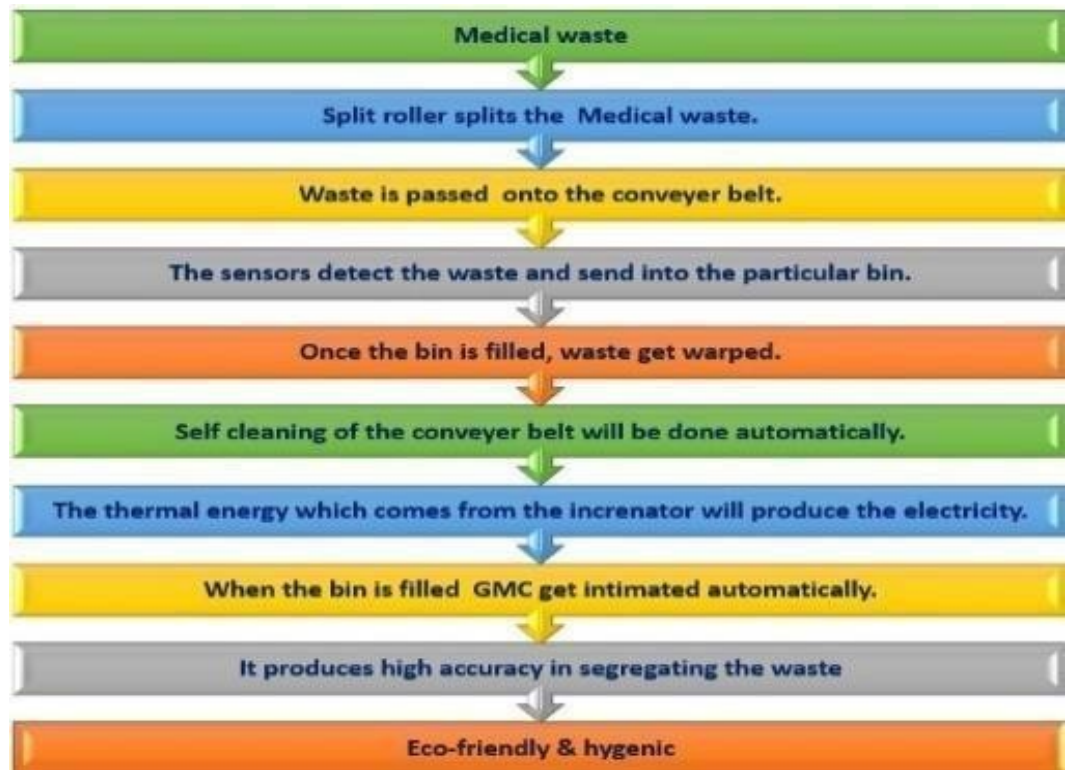 Medical waste
Split roller splits the Medical waste.
Waste is passed onto the conveyer belt.
The sensors detect the waste and send into the particular bin.
Once the bin is filled, waste get warped.
Self cleaning of the conveyer belt will be done automatically.
The thermal energy which comes from the increnator will produce the electricity.
When the bin is filled GMC get intimated automatically.
It produces high accuracy in segregating the waste
Eco-friendly & hygenic